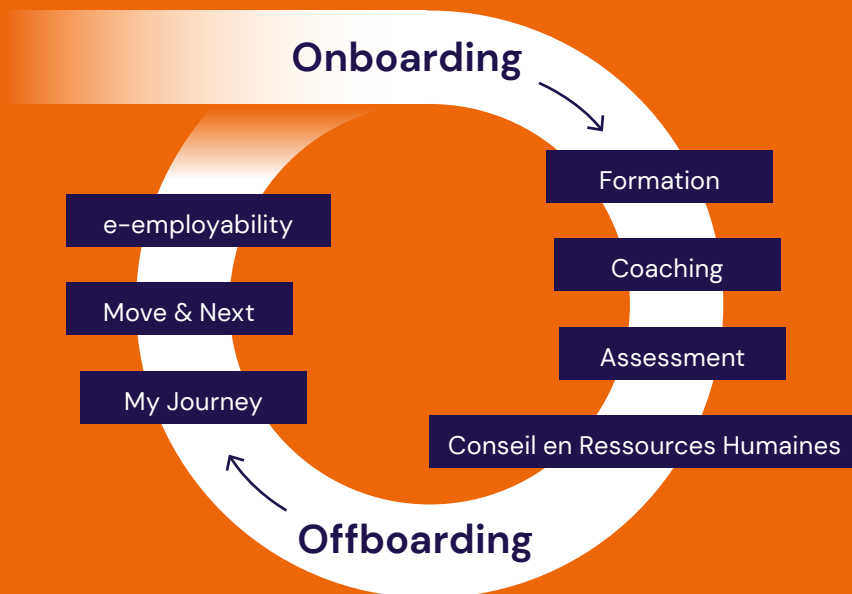 Onboarding
Formation
Coaching
Assessment
Conseil en Ressources Humaines
Offboarding
My Journey
Move & Next
e-employability